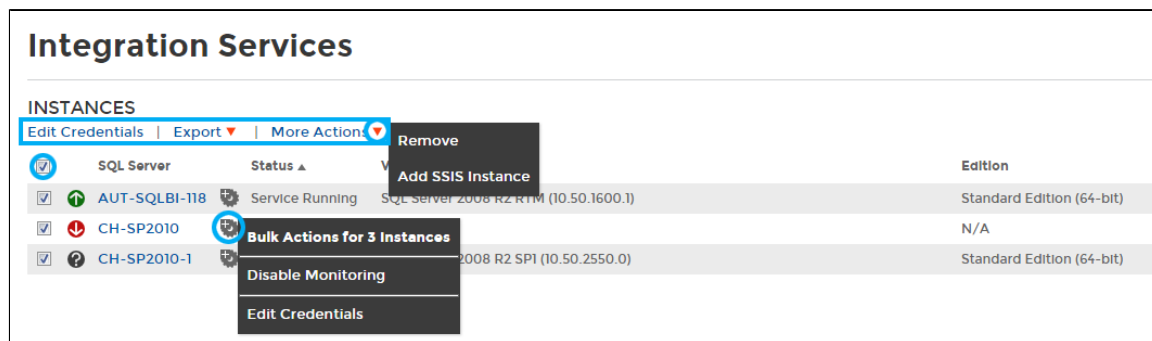 Integration Services
INSTANCES
Edit Credentials | Export ▼ | More Actions ▼
Remove
Add SSIS Instance
SQL Server Status ▲ Edition
AUT-SQLBI-118 Service Running SQL Server 2008 R2 RTM (10.50.1600.1) Standard Edition (64-bit)
CH-SP2010 N/A
Bulk Actions for 3 Instances
CH-SP2010-1 2008 R2 SP1 (10.50.2550.0) Standard Edition (64-bit)
Disable Monitoring
Edit Credentials